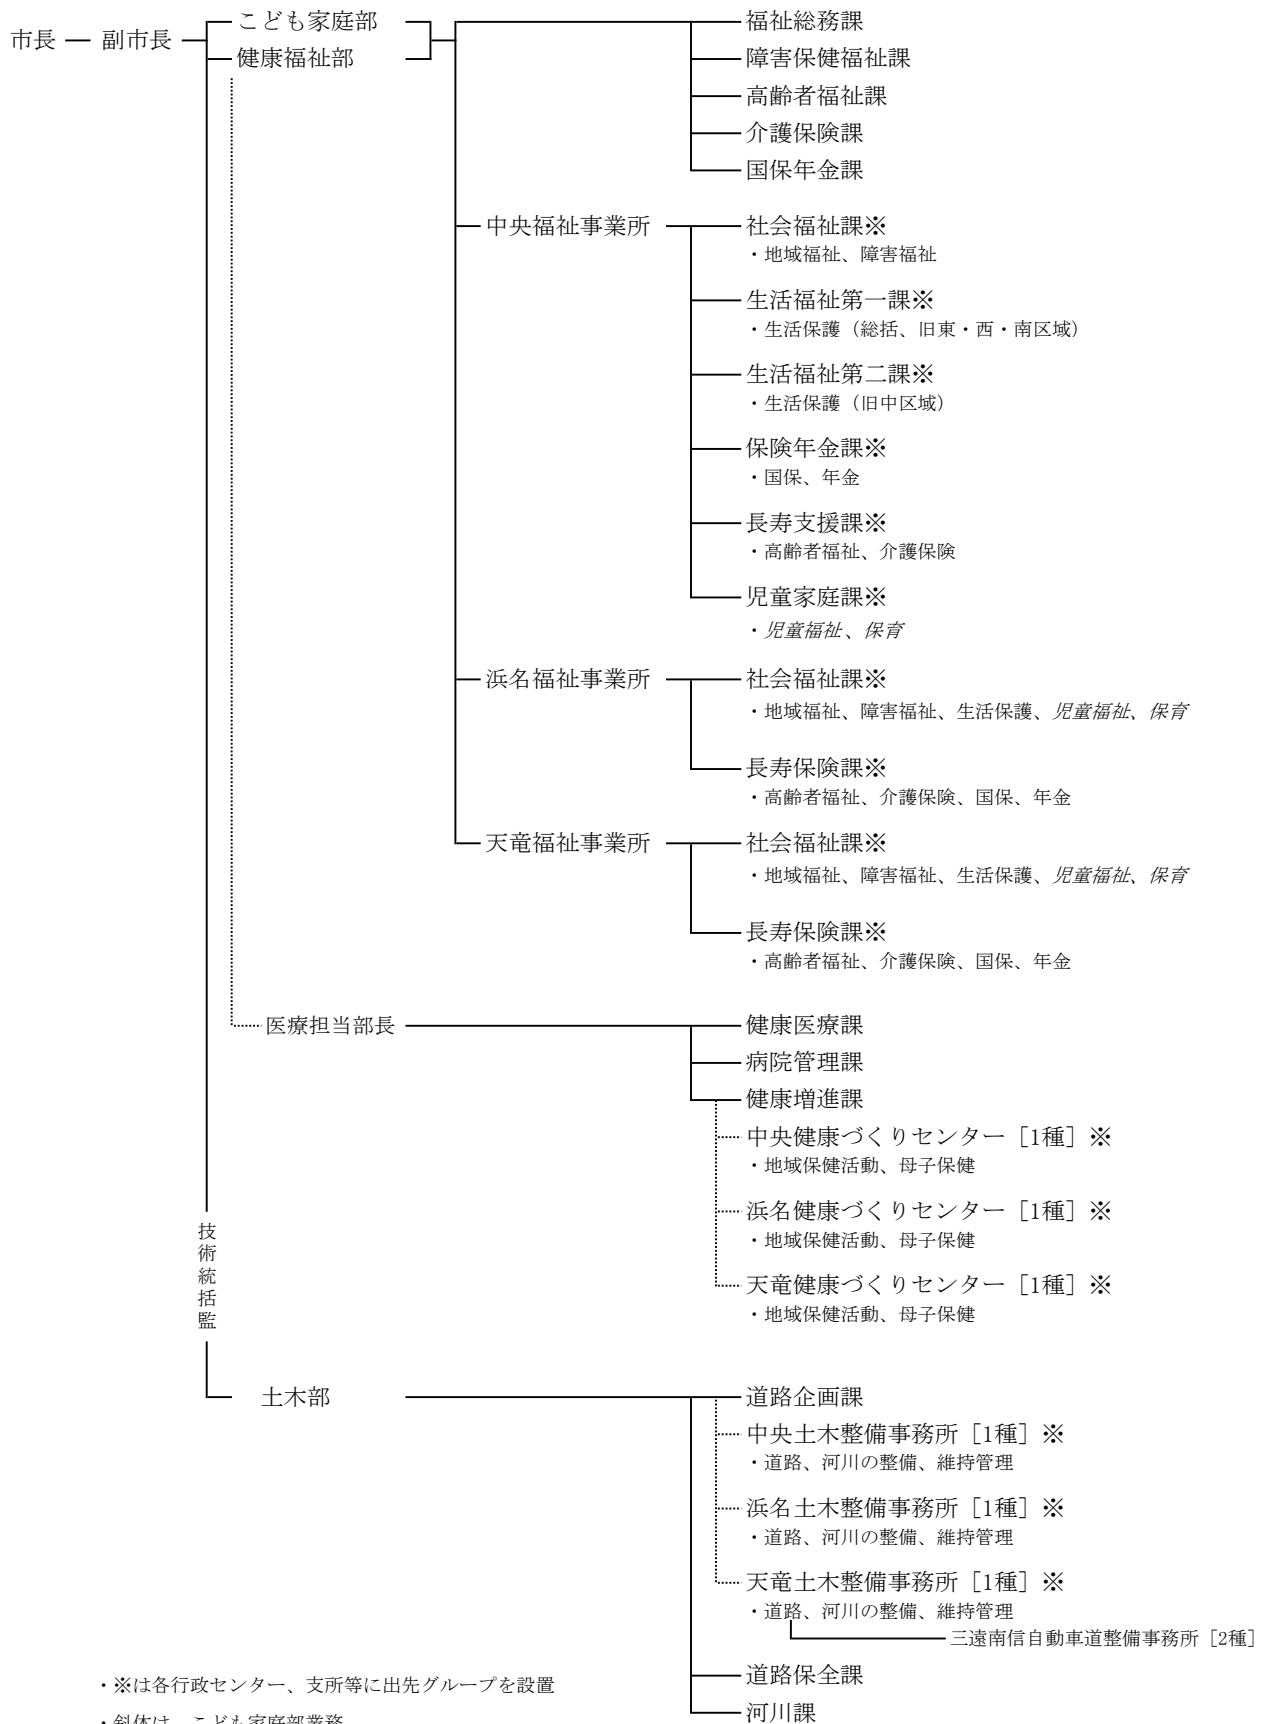 市長
副市長
こども家庭部
健康福祉部
福祉総務課
障害保健福祉課
高齢者福祉課
介護保険課
国保年金課
中央福祉事業所
社会福祉課※
・地域福祉、障害福祉
生活福祉第一課※
・生活保護（総括、旧東・西・南区域）
生活福祉第二課※
・生活保護（旧中区域）
保険年金課※
・国保、年金
長寿支援課※
・高齢者福祉、介護保険
児童家庭課※
・児童福祉、保育
浜名福祉事業所
社会福祉課※
・地域福祉、障害福祉、生活保護、児童福祉、保育
長寿保険課※
・高齢者福祉、介護保険、国保、年金
天竜福祉事業所
社会福祉課※
・地域福祉、障害福祉、生活保護、児童福祉、保育
長寿保険課※
・高齢者福祉、介護保険、国保、年金
医療担当部長
健康医療課
病院管理課
健康増進課
中央健康づくりセンター［1種］※
・地域保健活動、母子保健
浜名健康づくりセンター［1種］※
・地域保健活動、母子保健
天竜健康づくりセンター［1種］※
・地域保健活動、母子保健
技術統括監
土木部
道路企画課
中央土木整備事務所［1種］※
・道路、河川の整備、維持管理
浜名土木整備事務所［1種］※
・道路、河川の整備、維持管理
天竜土木整備事務所［1種］※
・道路、河川の整備、維持管理
三遠南信自動車道整備事務所［2種］
道路保全課
河川課
・※は各行政センター、支所等に出先グループを設置
・斜体は、こども家庭部業務